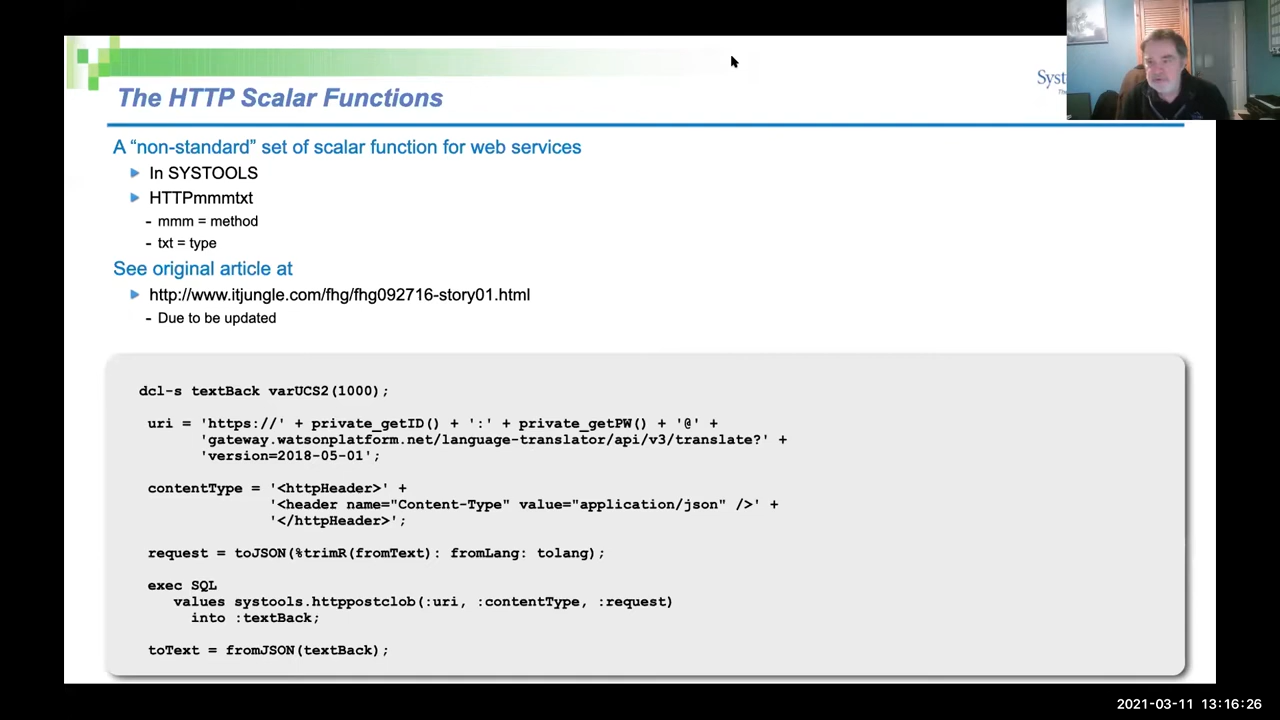 The HTTP Scalar Functions
Syst
A “non-standard” set of scalar function for web services
In SYSTOOLS
HTTPmmmtxt
- mmm = method
- txt = type
See original article at
http://www.itjungle.com/fhg/fhg092716-story01.html
- Due to be updated
dcl-s textBack varUCS2(1000);
uri = 'https://' + private_getID() + ':' + private_getPW() + '@' +
'gateway.watsonplatform.net/language-translator/api/v3/translate?' +
'version=2018-05-01';
contentType = '<httpHeader>' +
'<header name="Content-Type" value="application/json" />' +
'</httpHeader>';
request = toJSON(%trimR(fromText): fromLang: tolang);
exec SQL
values systools.httppostclob(:uri, :contentType, :request)
into :textBack;
toText = fromJSON(textBack);
2021-03-11 13:16:26